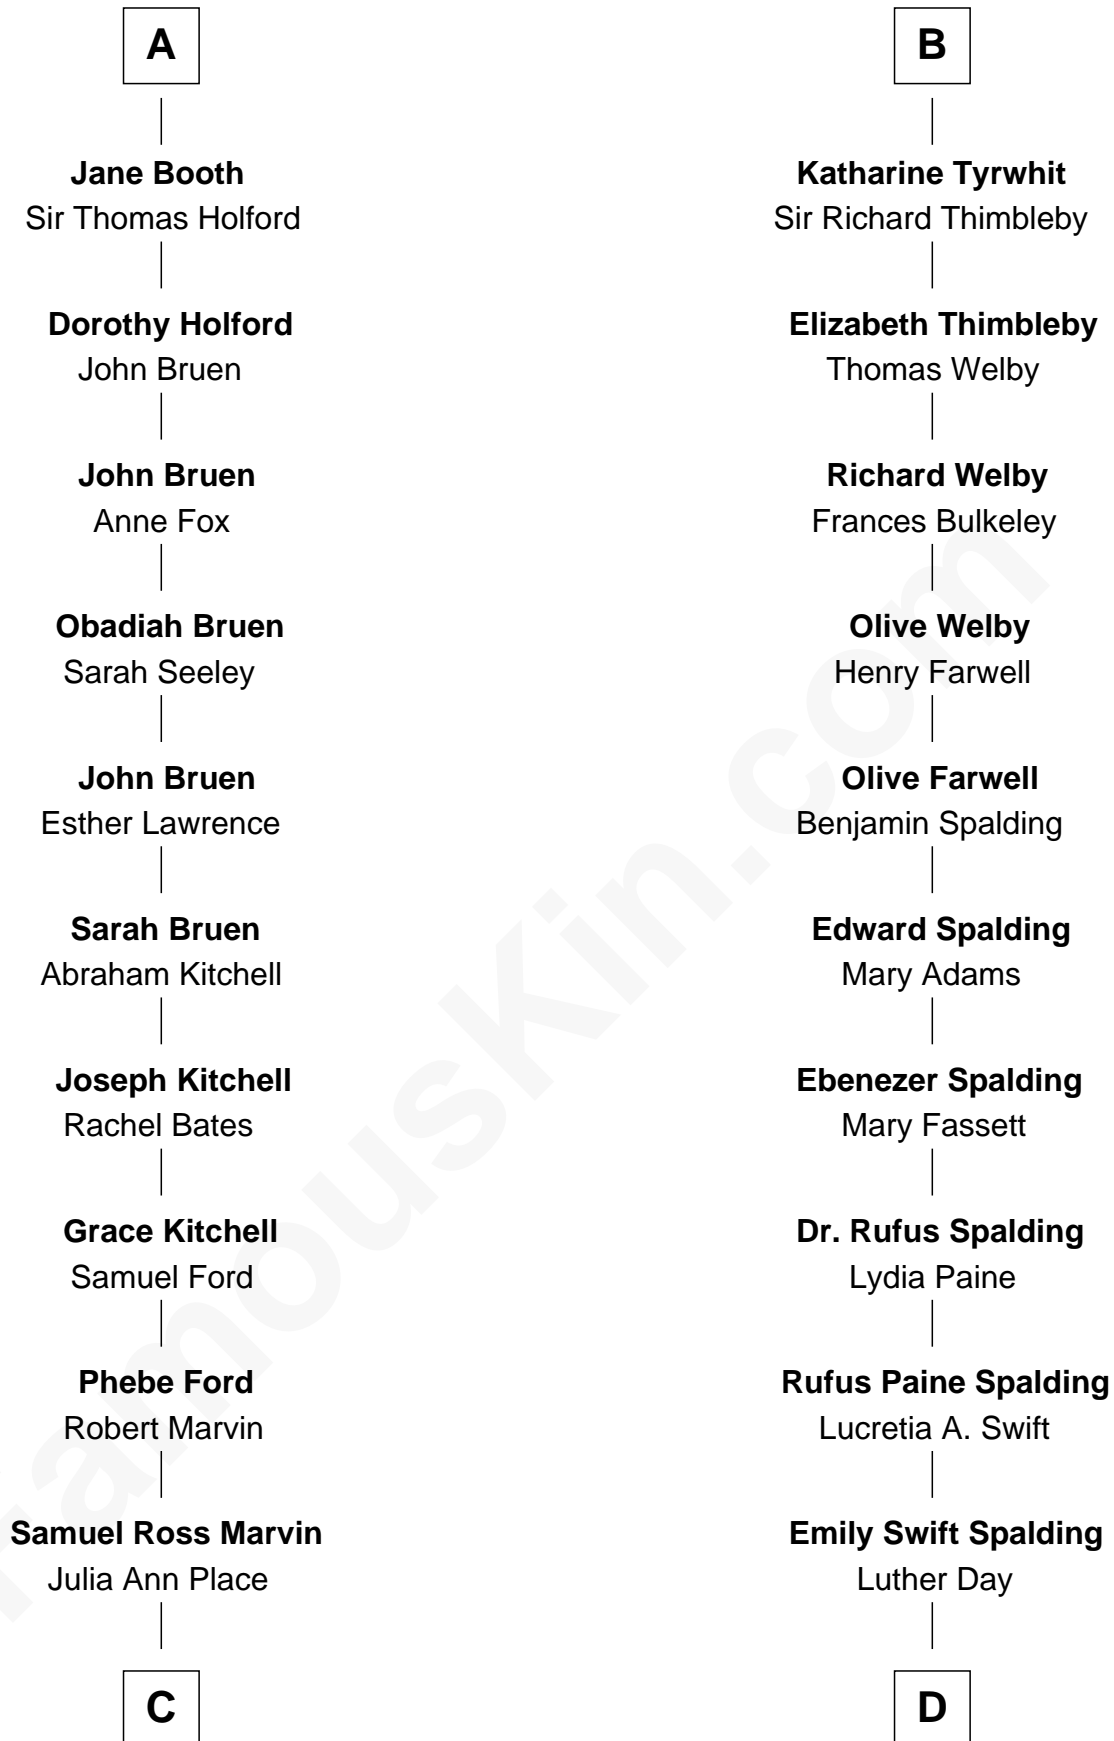 A
Jane Booth
Sir Thomas Holford
Dorothy Holford
John Bruen
John Bruen
Anne Fox
Obadiah Bruen
Sarah Seeley
John Bruen
Esther Lawrence
Sarah Bruen
Abraham Kitchell
Joseph Kitchell
Rachel Bates
Grace Kitchell
Samuel Ford
Phebe Ford
Robert Marvin
Samuel Ross Marvin
Julia Ann Place
C
B
Katharine Tyrwhit
Sir Richard Thimbleby
Elizabeth Thimbleby
Thomas Welby
Richard Welby
Frances Bulkeley
Olive Welby
Henry Farwell
Olive Farwell
Benjamin Spalding
Edward Spalding
Mary Adams
Ebenezer Spalding
Mary Fassett
Dr. Rufus Spalding
Lydia Paine
Rufus Paine Spalding
Lucretia A. Swift
Emily Swift Spalding
Luther Day
D
FamousKin.com